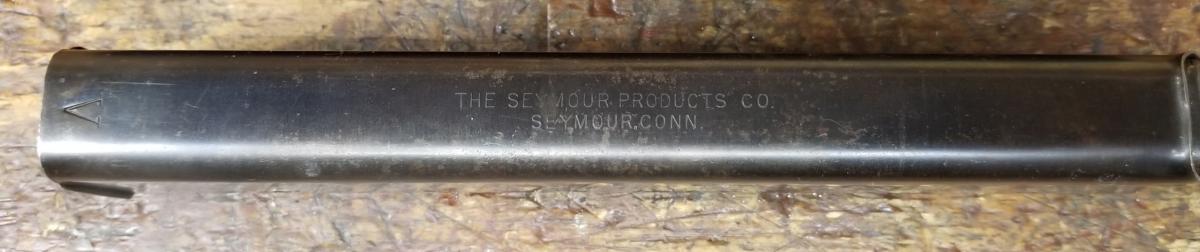 THE SEYMOUR PRODUCTS CO.
SEYMOUR, CONN.